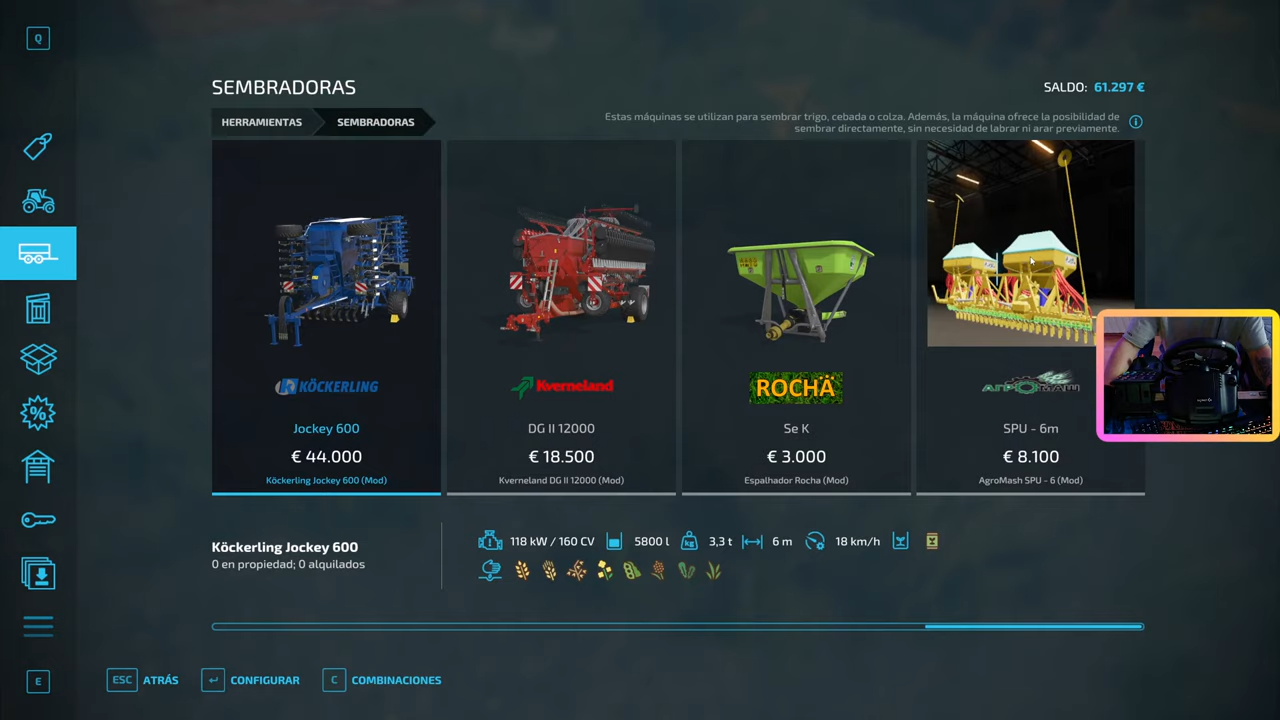 Q
SEMBRADORAS
SALDO: 61.297 €
HERRAMIENTAS
SEMBRADORAS
Estas máquinas se utilizan para sembrar trigo, cebada o colza. Además, la máquina ofrece la posibilidad de
sembrar directamente, sin necesidad de labrar ni arar previamente.
KÖCKERLING
Jockey 600
€ 44.000
Köckerling Jockey 600 (Mod)
Kverneland
DG II 12000
€ 18.500
Kverneland DG II 12000 (Mod)
ROCHÄ
Se K
€ 3.000
Espalhador Rocha (Mod)
АГРОМАШ
SPU - 6m
€ 8.100
AgroMash SPU - 6 (Mod)
Köckerling Jockey 600
0 en propiedad; 0 alquilados
118 kW / 160 CV
5800 l
3,3 t
6 m
18 km/h
E
ESC ATRÁS
CONFIGURAR
C COMBINACIONES